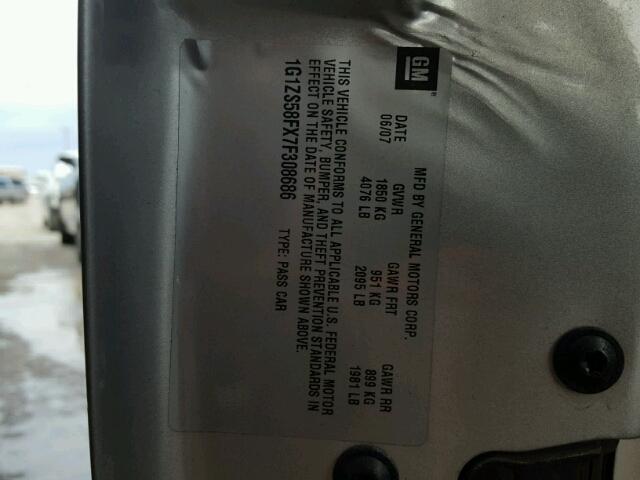 GM
MFD BY GENERAL MOTORS CORP.
DATE GVWR GAWR FRT GAWR RR
06/07 1850 KG 951 KG 899 KG
4076 LB 2095 LB 1981 LB
THIS VEHICLE CONFORMS TO ALL APPLICABLE U.S. FEDERAL MOTOR
VEHICLE SAFETY, BUMPER, AND THEFT PREVENTION STANDARDS IN
EFFECT ON THE DATE OF MANUFACTURE SHOWN ABOVE.
1G1ZS58FX7F308686 TYPE: PASS CAR